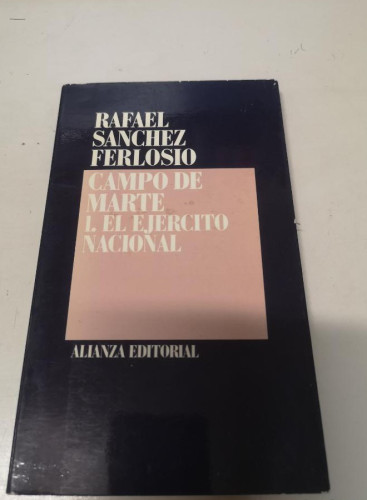 RAFAEL
SANCHEZ
FERLOSIO
CAMPO DE
MARTE
1. EL EJERCITO
NACIONAL
ALIANZA EDITORIAL